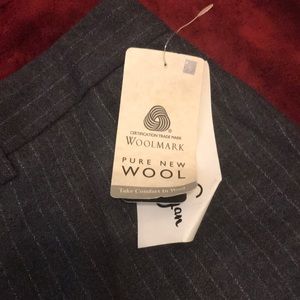 CERTIFICATION TRADE MARK
®
WOOLMARK
PURE NEW
WOOL
Take Comfort In Wool